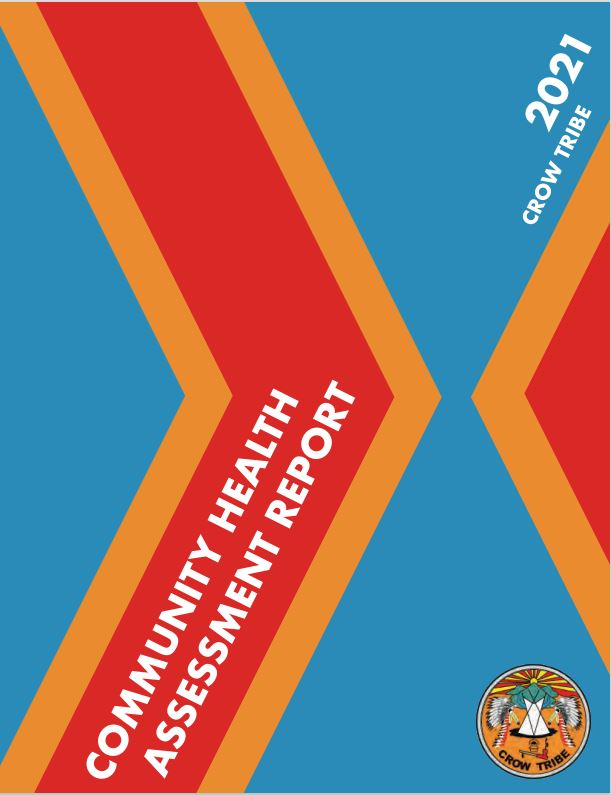 2021
CROW TRIBE
COMMUNITY HEALTH
ASSESSMENT REPORT
CROW TRIBE